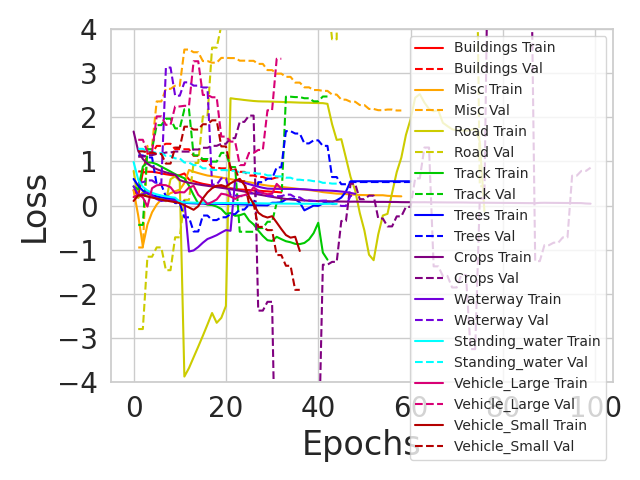 4
3
2
1
0
−1
−2
−3
−4
Loss
0 20 40 60 80 100
Epochs
Buildings Train
Buildings Val
Misc Train
Misc Val
Road Train
Road Val
Track Train
Track Val
Trees Train
Trees Val
Crops Train
Crops Val
Waterway Train
Waterway Val
Standing_water Train
Standing_water Val
Vehicle_Large Train
Vehicle_Large Val
Vehicle_Small Train
Vehicle_Small Val